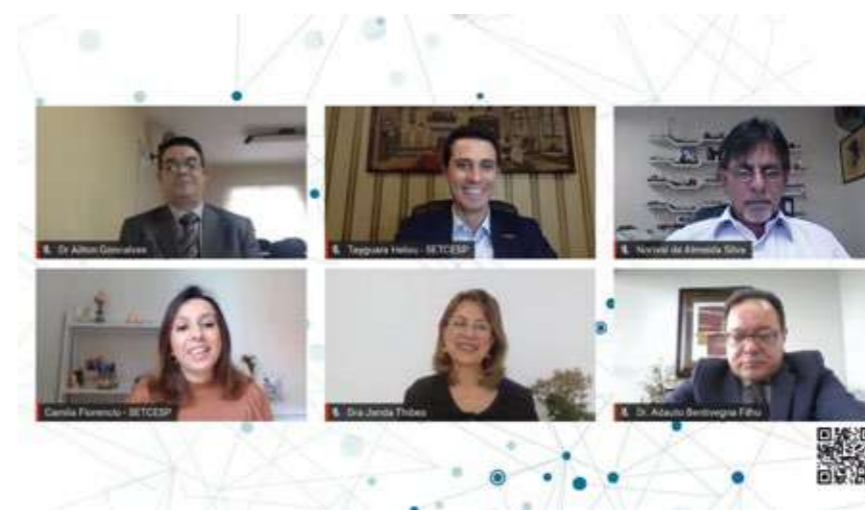 Dr Ailton Goncalves
Tayguara Helou - SETCESP
Norival de Almeida Silva
Camila Florencio - SETCESP
Dra Janda Thibes
Dr. Adauto Bentivegna Filho